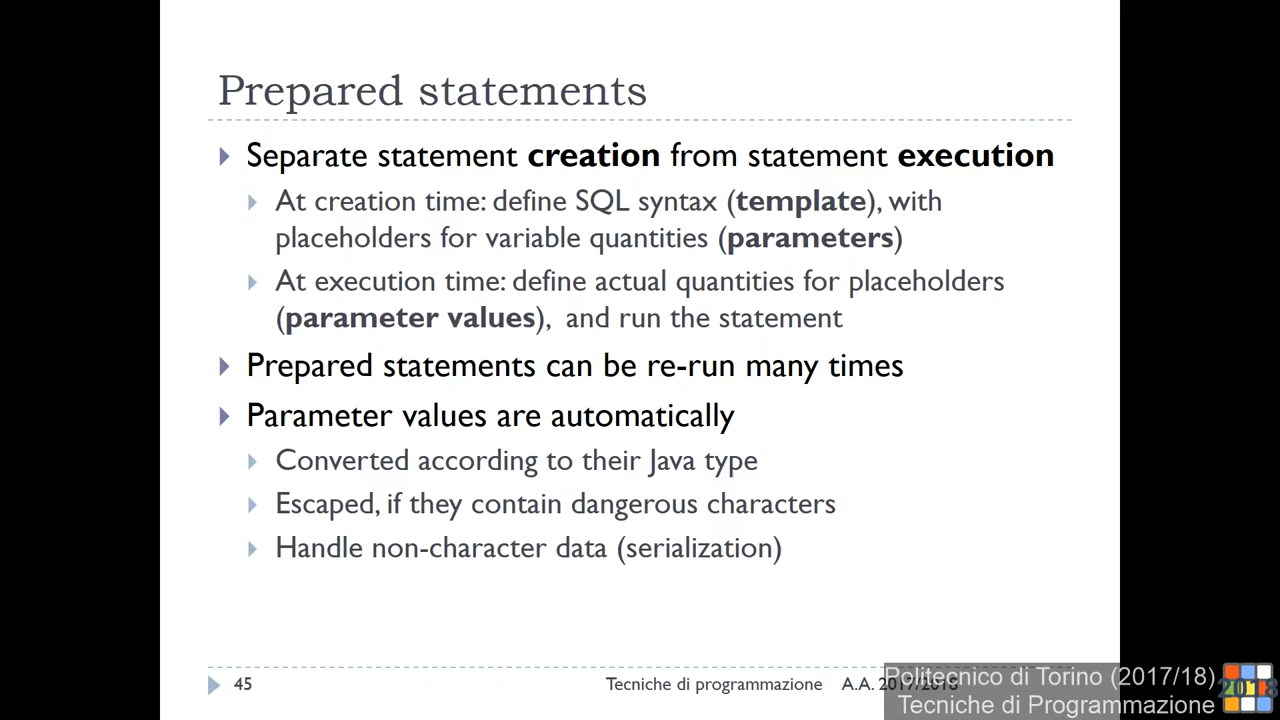 Prepared statements
Separate statement creation from statement execution
At creation time: define SQL syntax (template), with
placeholders for variable quantities (parameters)
At execution time: define actual quantities for placeholders
(parameter values), and run the statement
Prepared statements can be re-run many times
Parameter values are automatically
Converted according to their Java type
Escaped, if they contain dangerous characters
Handle non-character data (serialization)
45
Tecniche di programmazione A.A. 2017/2018
Politecnico di Torino (2017/18)
Tecniche di Programmazione
2018